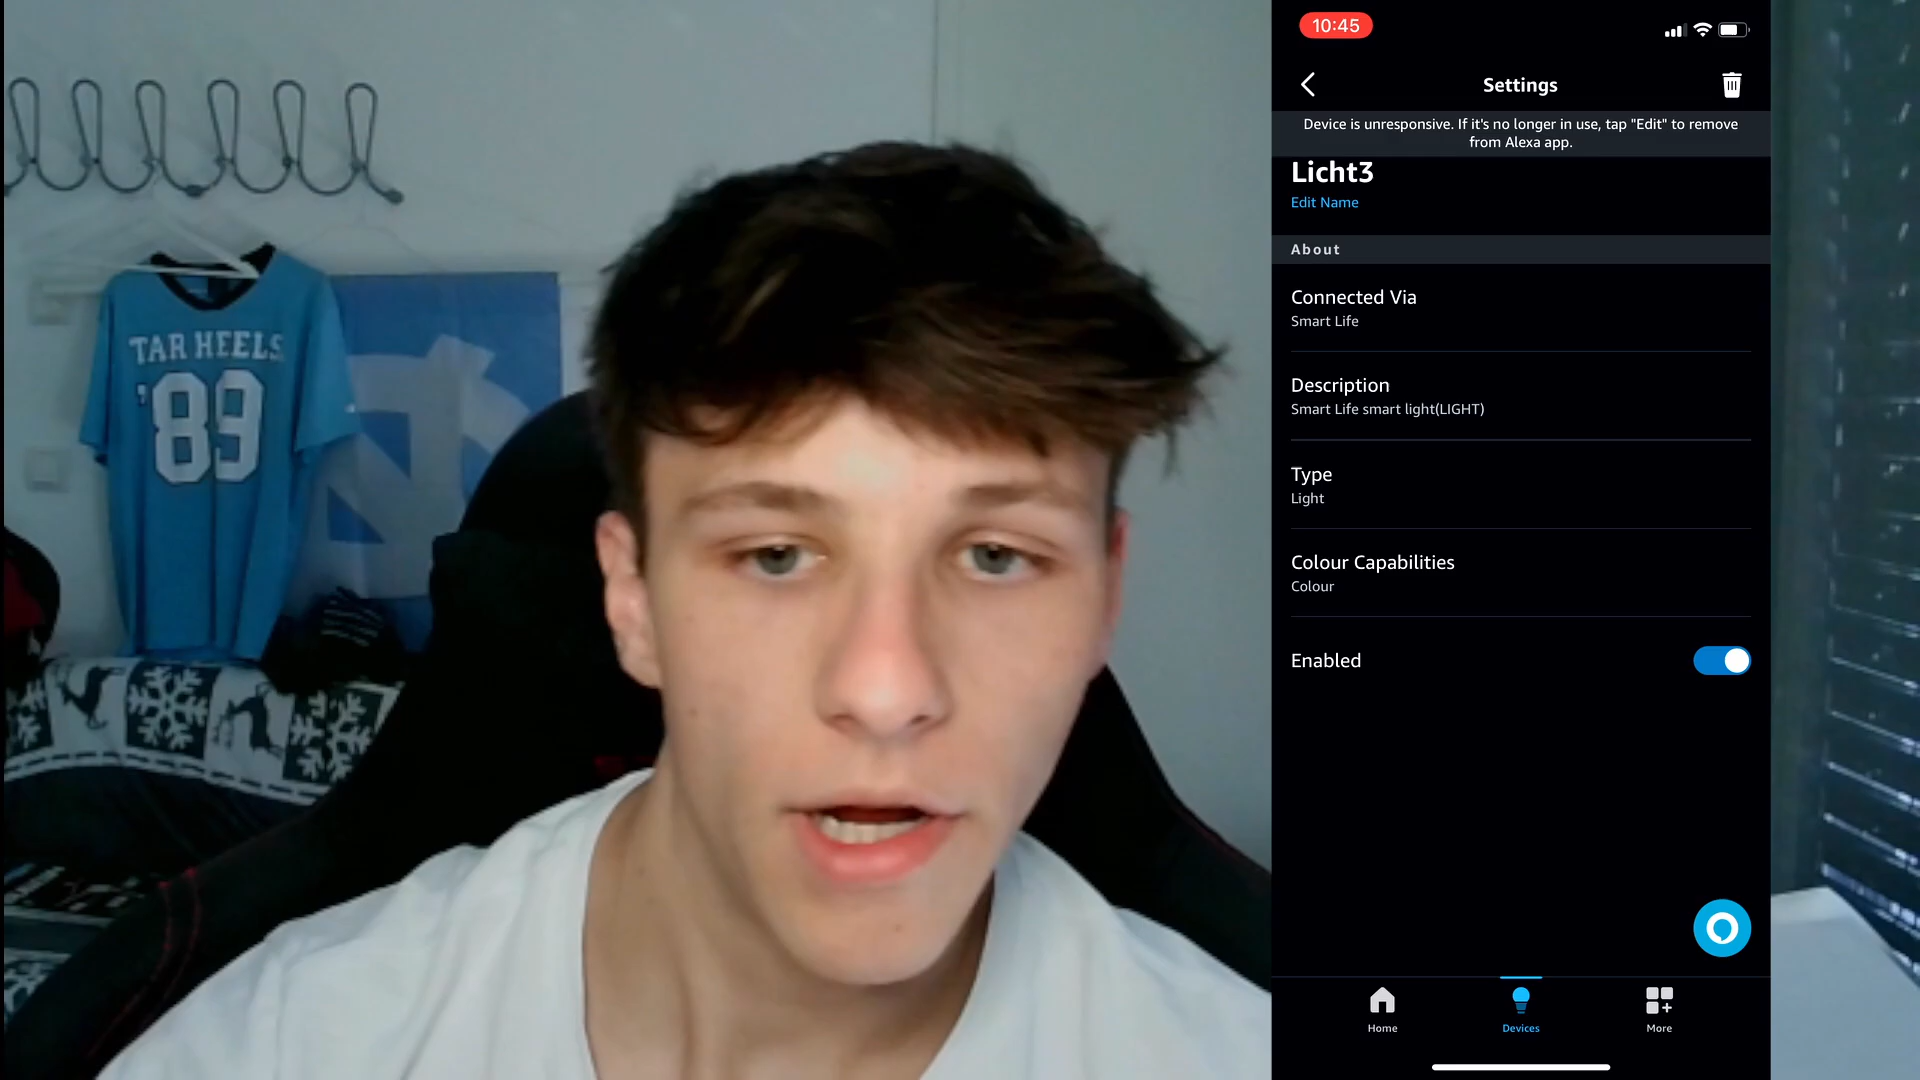 TAR HEELS
'89
10:45
Settings
Device is unresponsive. If it's no longer in use, tap "Edit" to remove
from Alexa app.
Licht3
Edit Name
About
Connected Via
Smart Life
Description
Smart Life smart light(LIGHT)
Type
Light
Colour Capabilities
Colour
Enabled
Home
Devices
More